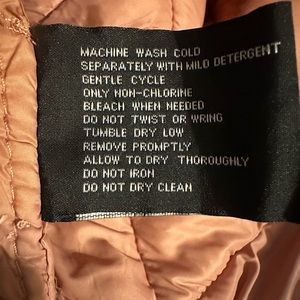 MACHINE WASH COLD
SEPARATELY WITH MILD DETERGENT
GENTLE CYCLE
ONLY NON-CHLORINE
BLEACH WHEN NEEDED
DO NOT TWIST OR WRING
TUMBLE DRY LOW
REMOVE PROMPTLY
ALLOW TO DRY THOROUGHLY
DO NOT IRON
DO NOT DRY CLEAN